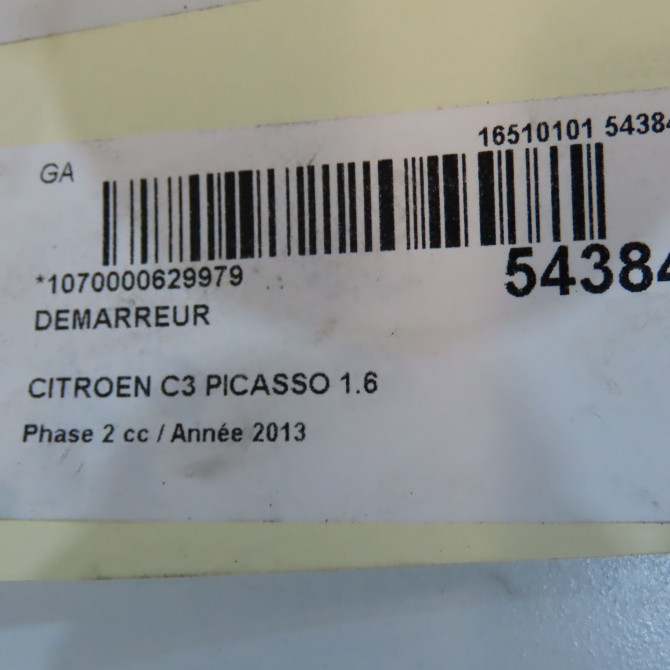 16510101 54384
GA
*1070000629979
54384
DEMARREUR
CITROEN C3 PICASSO 1.6
Phase 2 cc / Année 2013